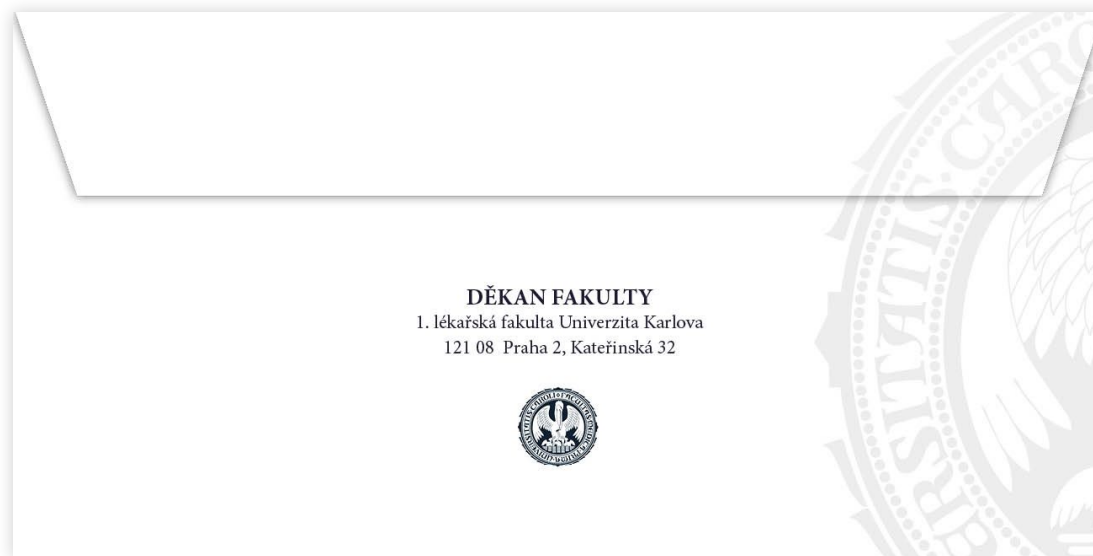 DĚKAN FAKULTY
1. lékařská fakulta Univerzita Karlova
121 08 Praha 2, Kateřinská 32